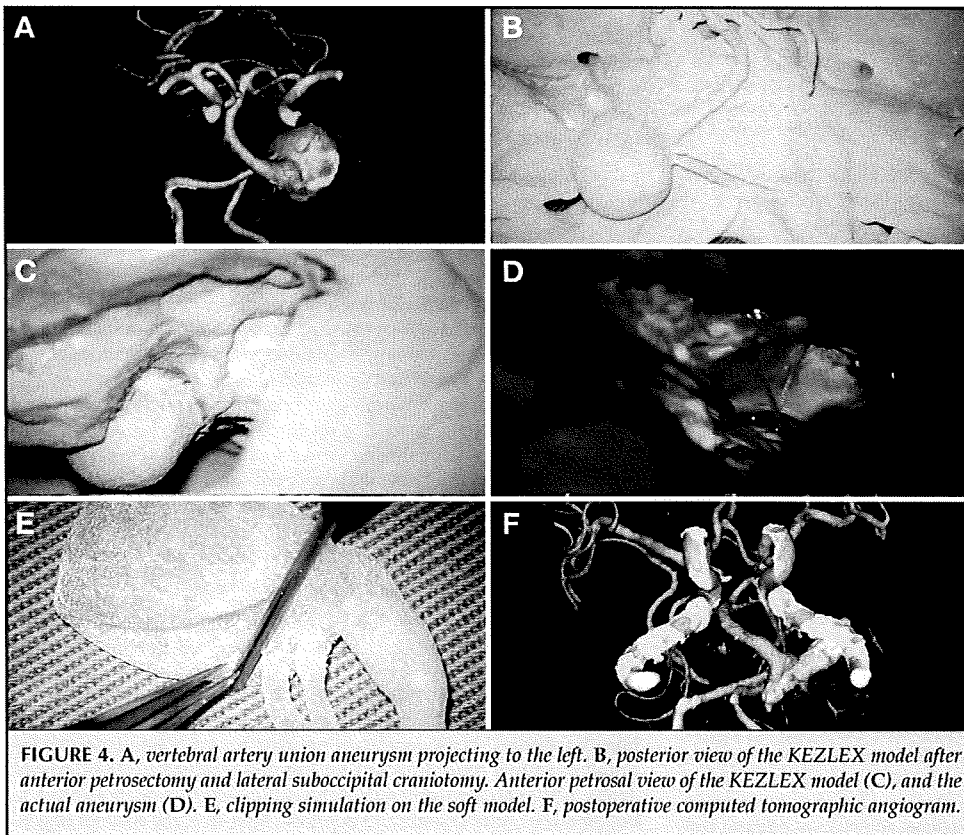 A
B
C
D
E
F
FIGURE 4. A, vertebral artery union aneurysm projecting to the left. B, posterior view of the KEZLEX model after
anterior petrosectomy and lateral suboccipital craniotomy. Anterior petrosal view of the KEZLEX model (C), and the
actual aneurysm (D). E, clipping simulation on the soft model. F, postoperative computed tomographic angiogram.